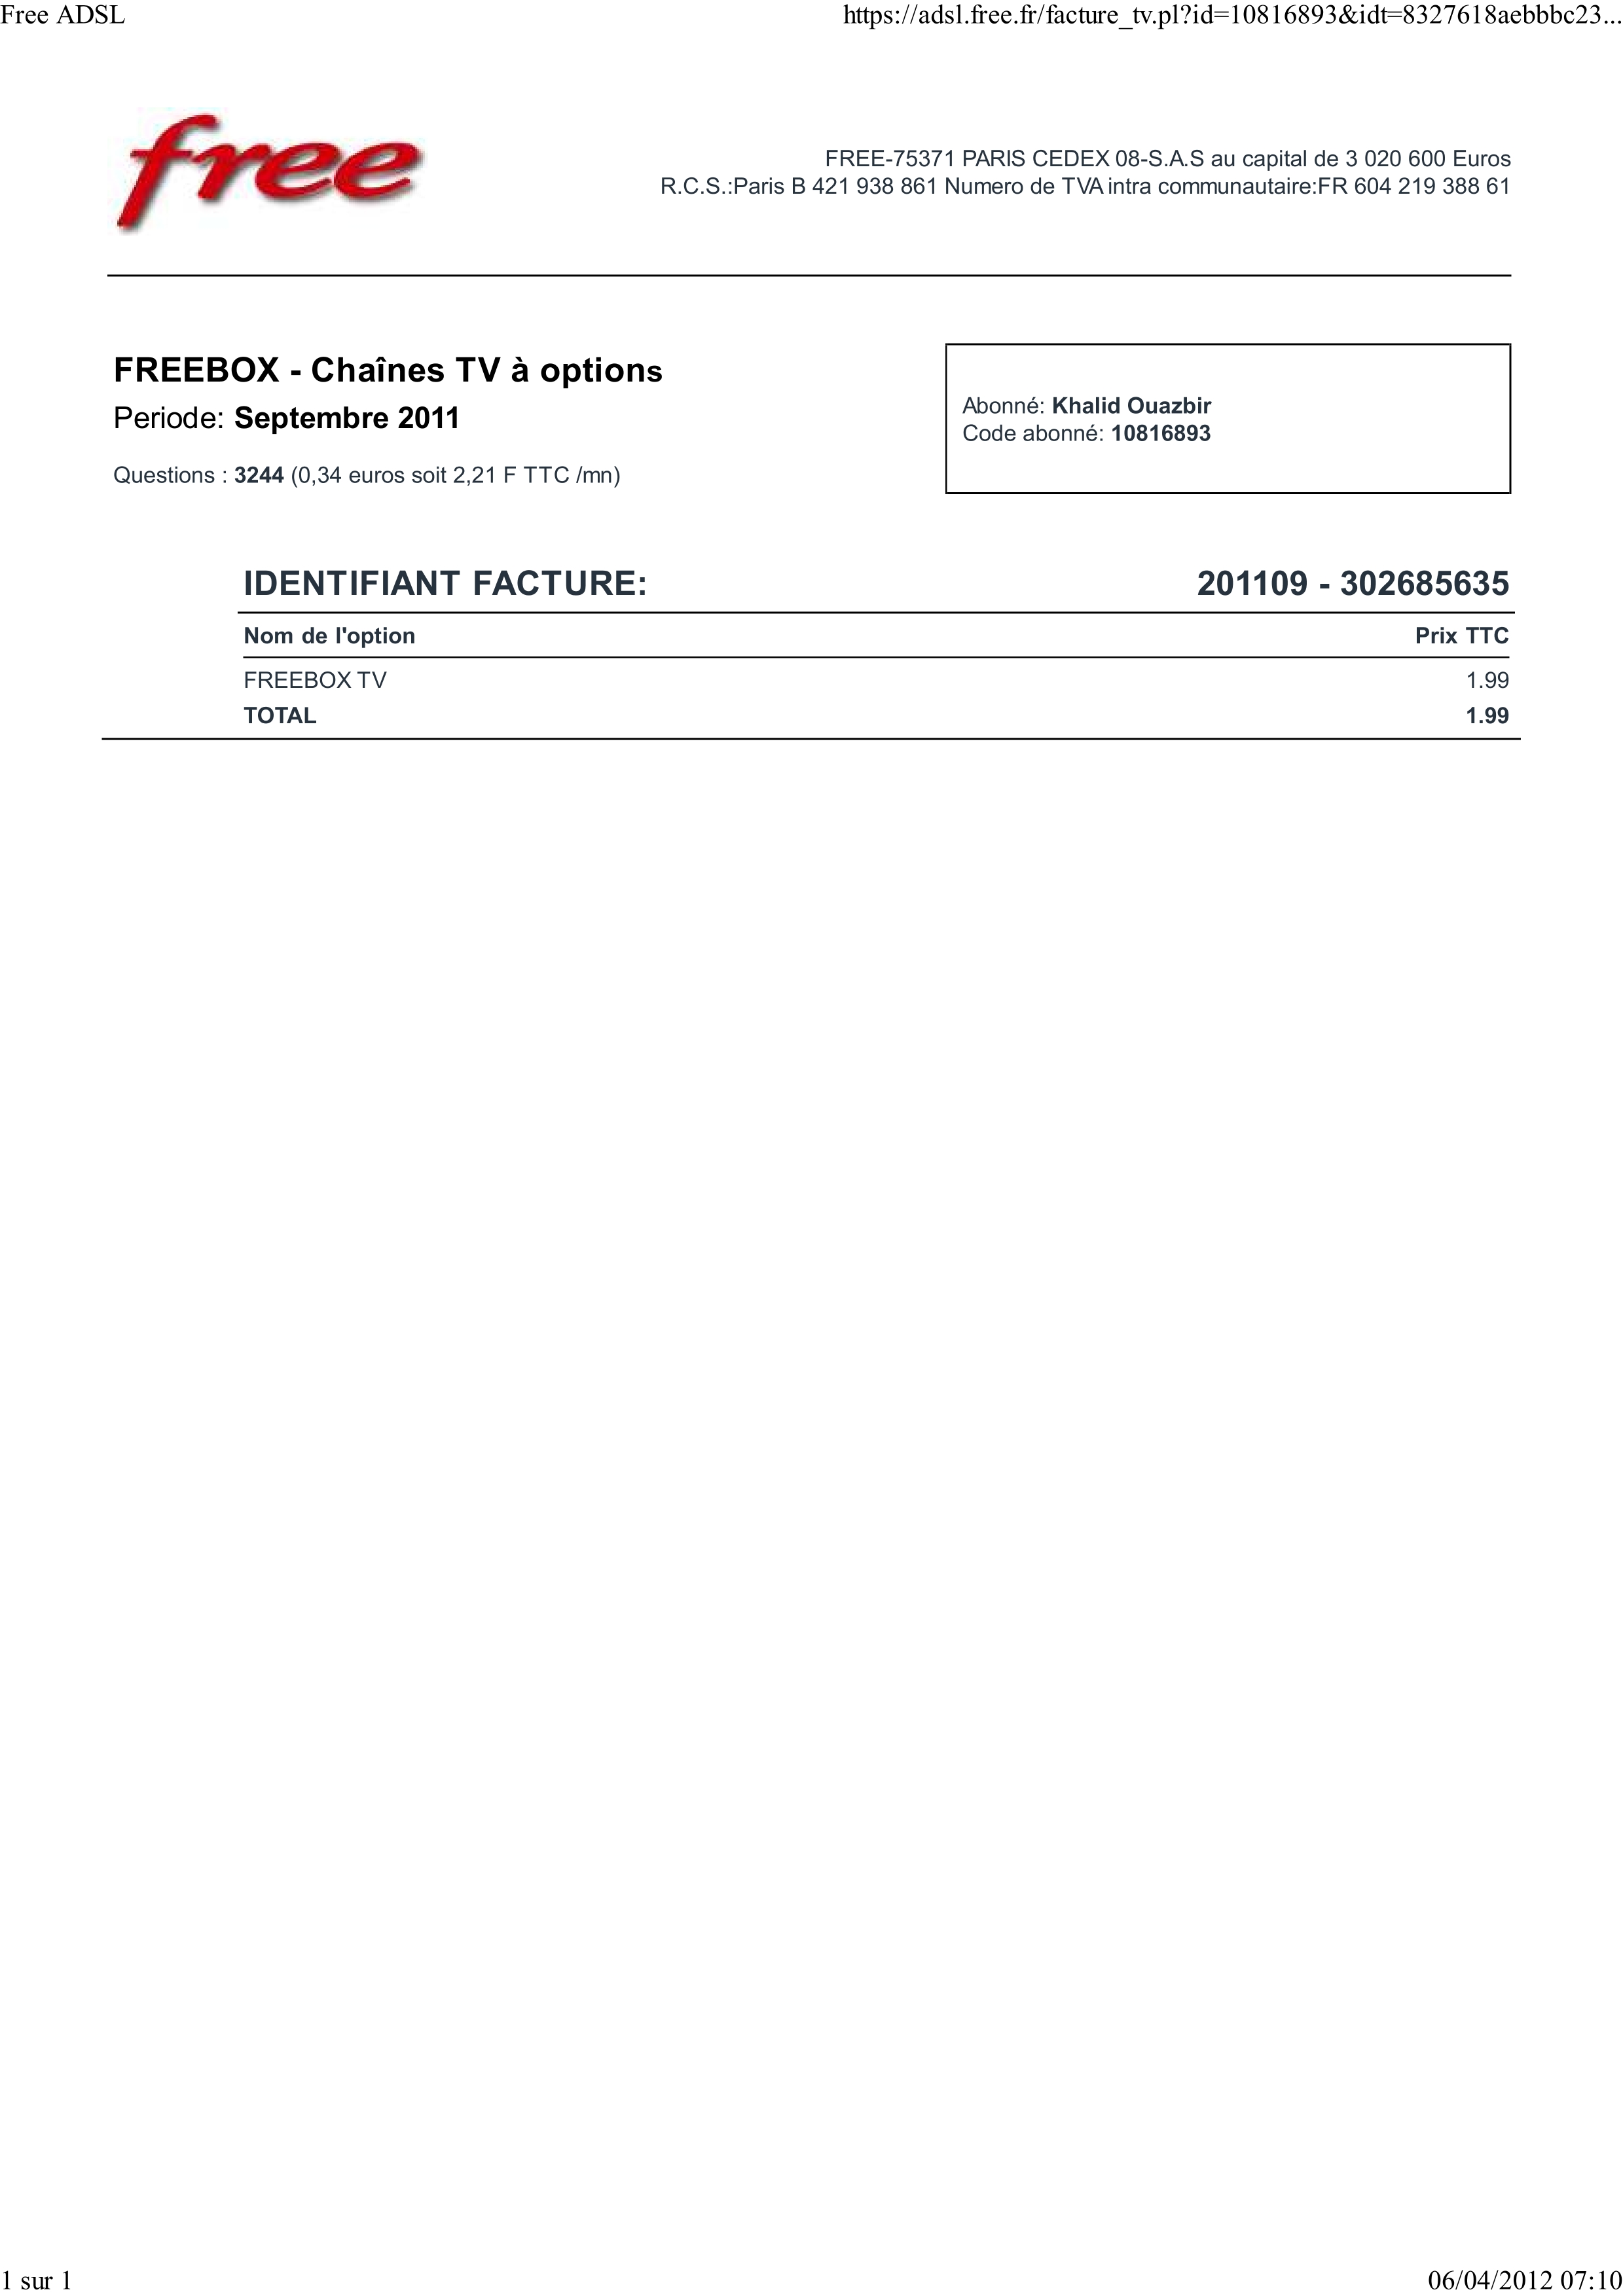 Free ADSL https://adsl.free.fr/facture_tv.pl?id=10816893&idt=8327618aebbbc23...
free
FREE-75371 PARIS CEDEX 08-S.A.S au capital de 3 020 600 Euros
R.C.S.:Paris B 421 938 861 Numero de TVA intra communautaire:FR 604 219 388 61
FREEBOX - Chaînes TV à options
Periode: Septembre 2011
Questions : 3244 (0,34 euros soit 2,21 F TTC /mn)
Abonné: Khalid Ouazbir
Code abonné: 10816893
IDENTIFIANT FACTURE: 201109 - 302685635
Nom de l'option Prix TTC
FREEBOX TV 1.99
TOTAL 1.99
1 sur 1 06/04/2012 07:10